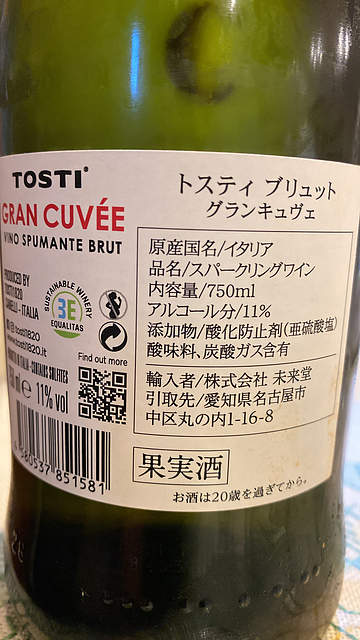 TOSTI®
GRAN CUVÉE
VINO SPUMANTE BRUT
PRODUCED BY
TOSTI1820
CANELLI - ITALIA
tosti1820
www.tosti1820.it
SUSTAINABLE WINERY
3E
EQUALITAS
Find out more
CONTAINS SULFITES
e 11% vol
80537 851581
トスティ ブリュット
グランキュヴェ
原産国名/イタリア
品名/スパークリングワイン
内容量/750ml
アルコール分/11%
添加物/酸化防止剤(亜硫酸塩)
酸味料、炭酸ガス含有
輸入者/株式会社 未来堂
引取先/愛知県名古屋市
中区丸の内1-16-8
果実酒
お酒は20歳を過ぎてから。